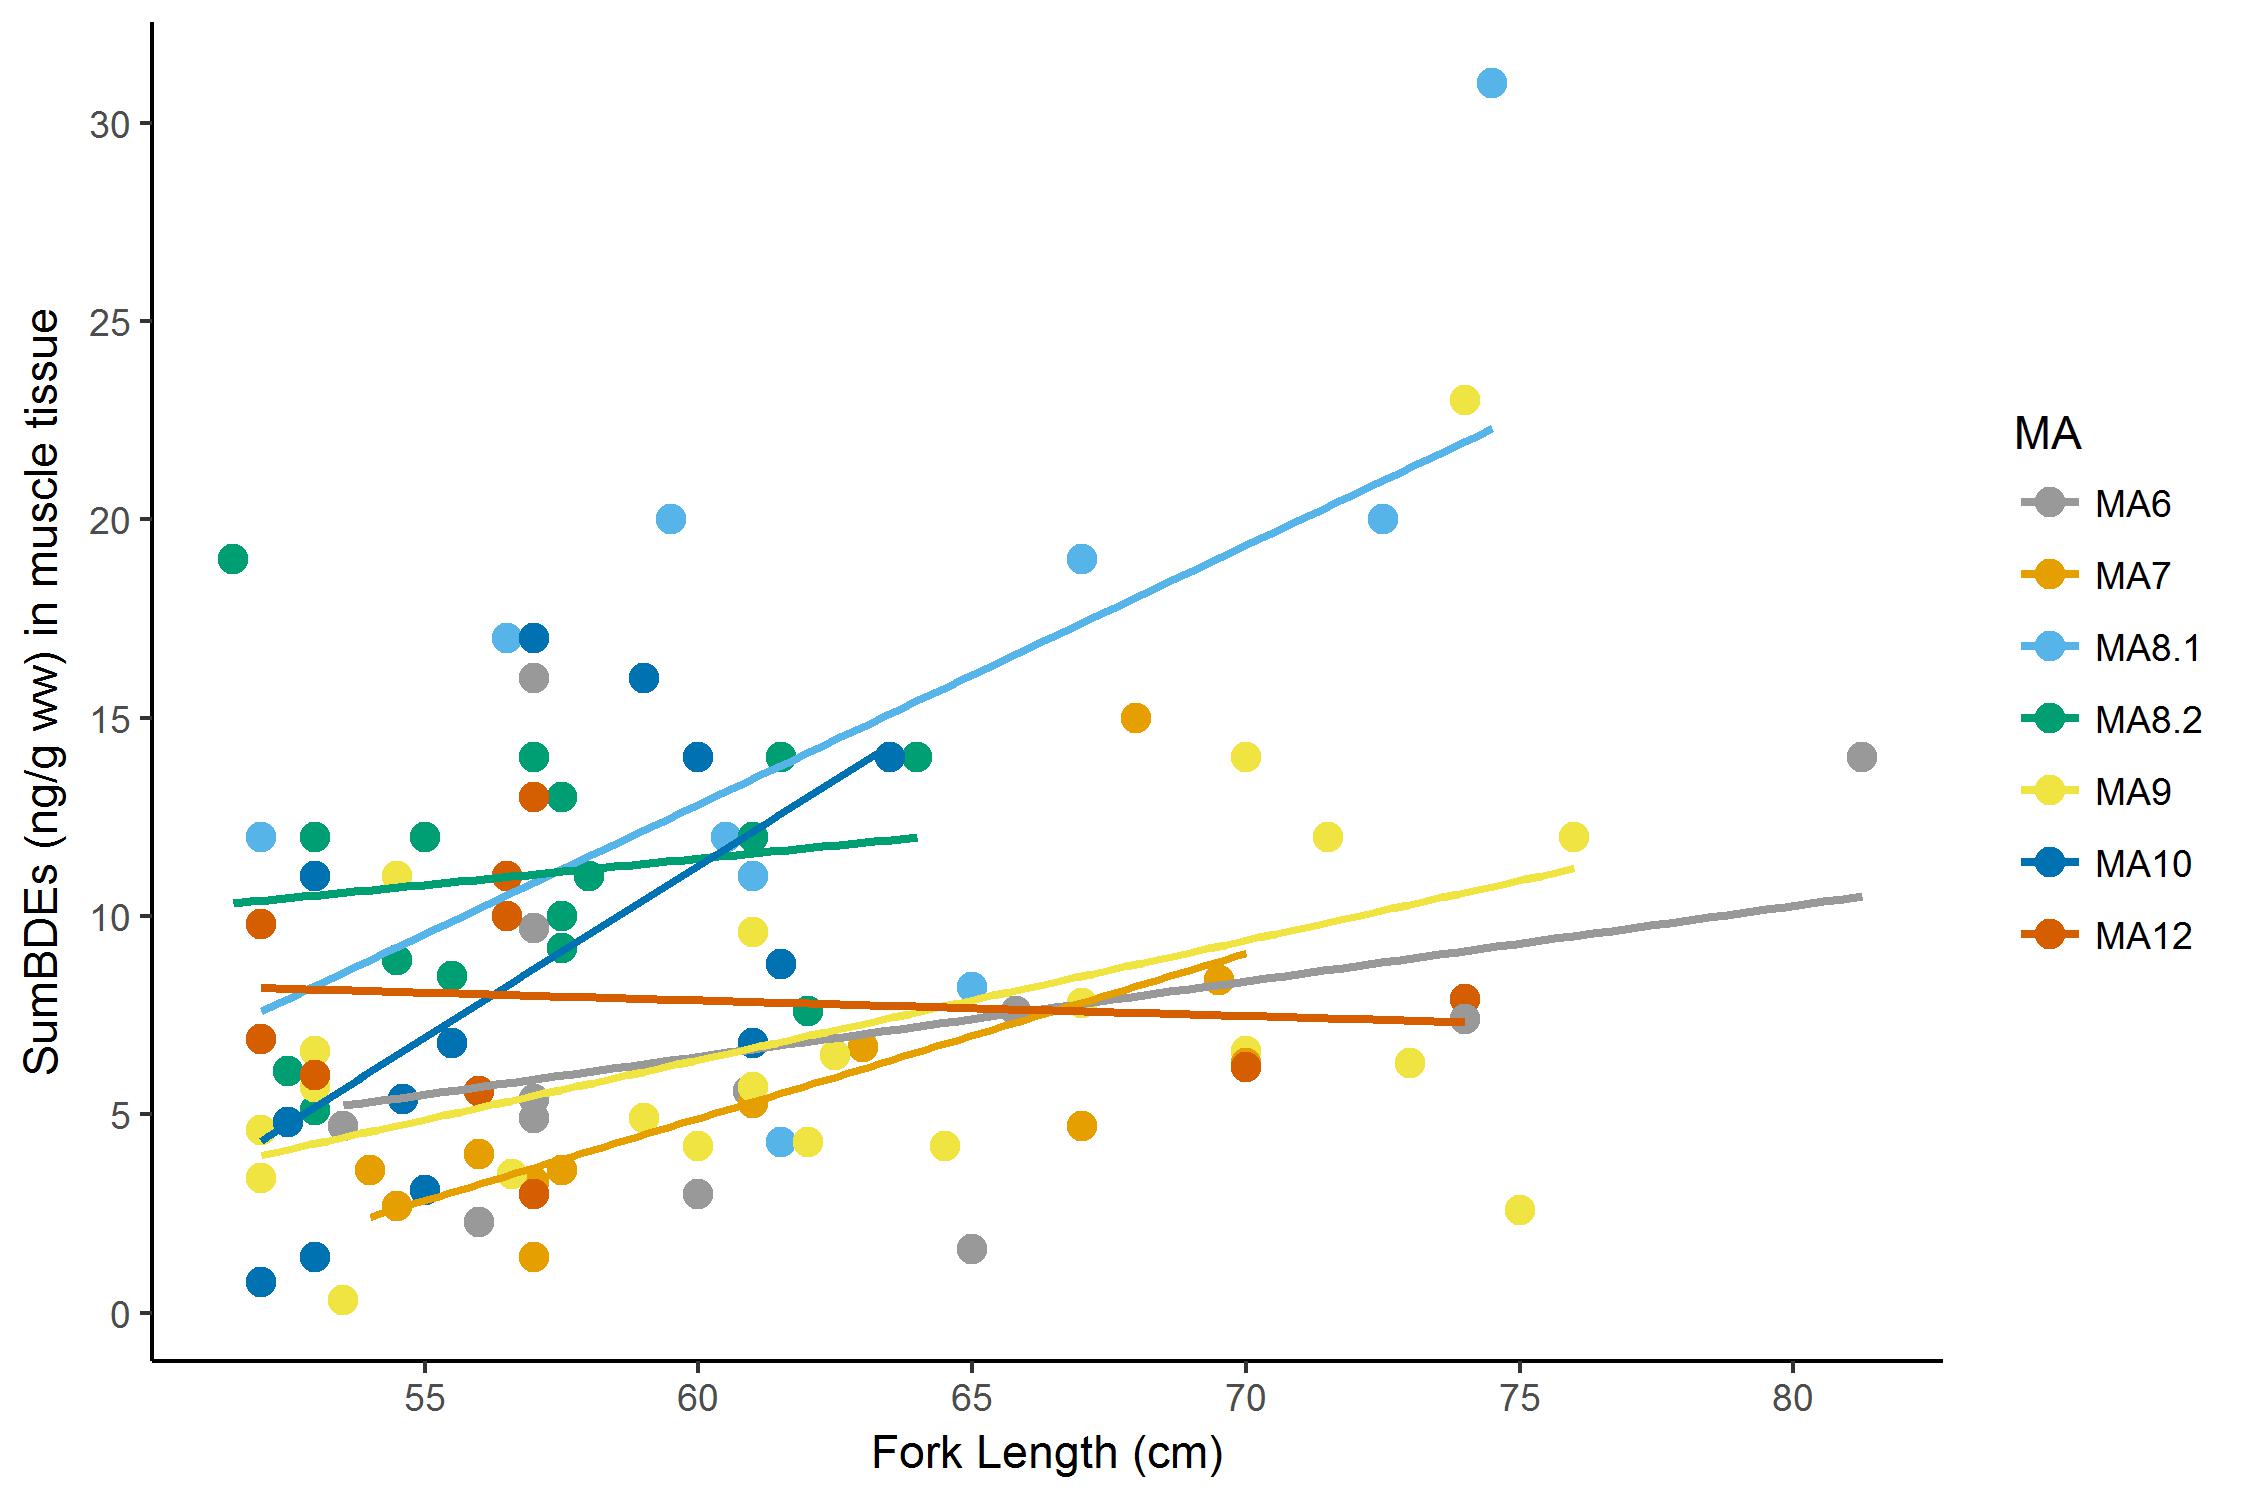 SumBDEs (ng/g ww) in muscle tissue
30
25
20
15
10
5
0
55 60 65 70 75 80
Fork Length (cm)
MA
MA6
MA7
MA8.1
MA8.2
MA9
MA10
MA12